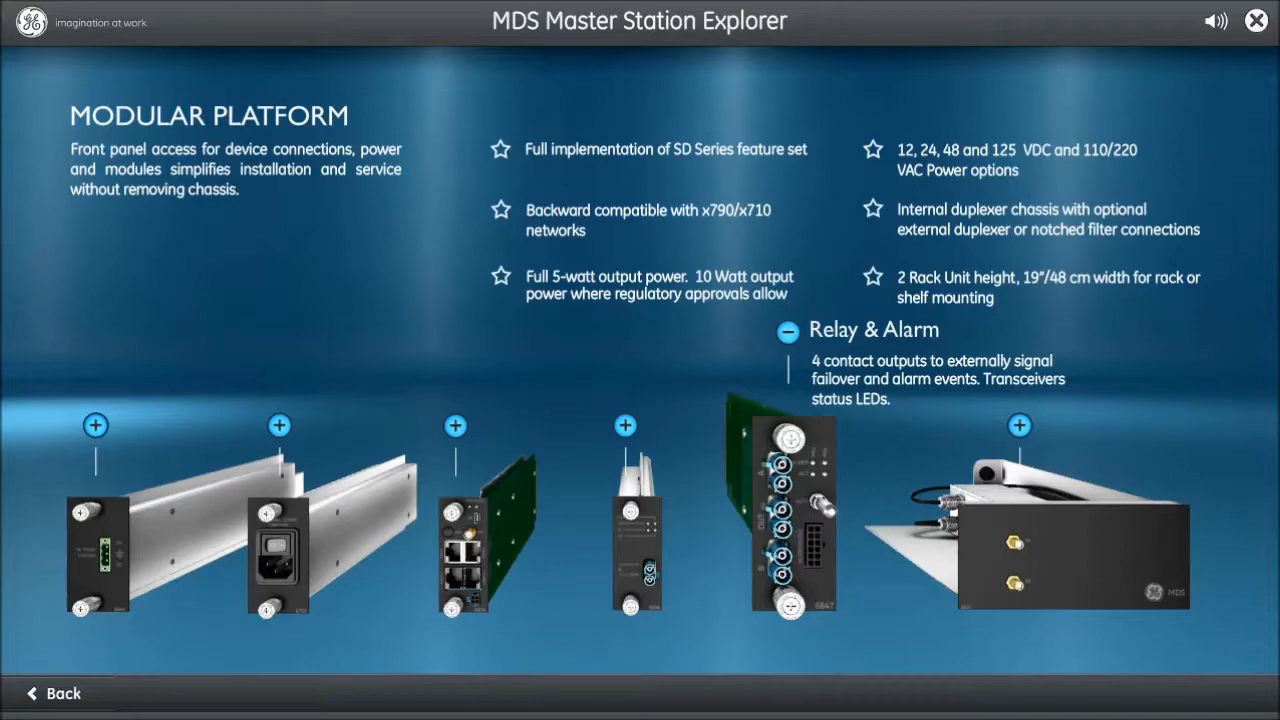 imagination at work
MDS Master Station Explorer
MODULAR PLATFORM
Front panel access for device connections, power
and modules simplifies installation and service
without removing chassis.
Full implementation of SD Series feature set
Backward compatible with x790/x710
networks
Full 5-watt output power. 10 Watt output
power where regulatory approvals allow
12, 24, 48 and 125 VDC and 110/220
VAC Power options
Internal duplexer chassis with optional
external duplexer or notched filter connections
2 Rack Unit height, 19"/48 cm width for rack or
shelf mounting
Relay & Alarm
4 contact outputs to externally signal
failover and alarm events. Transceivers
status LEDs.
MDS
Back